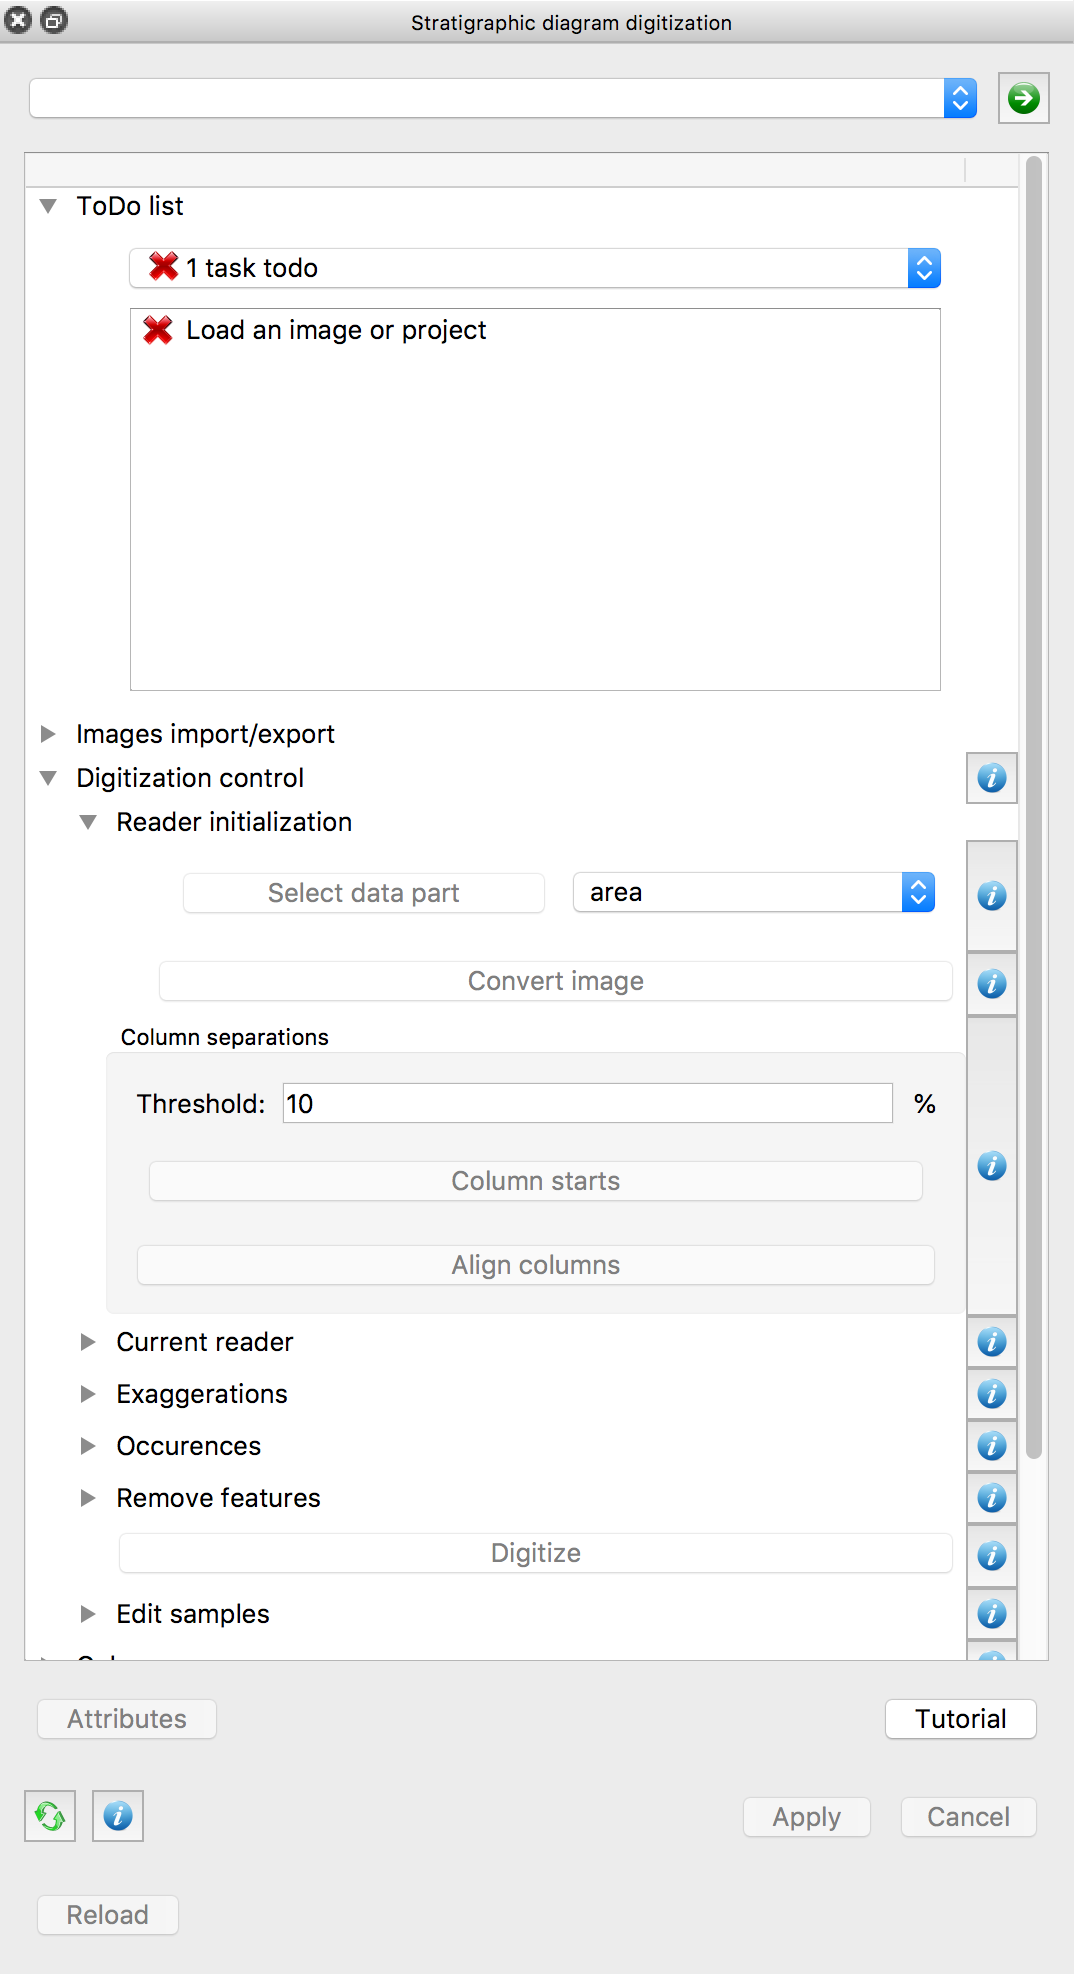 Stratigraphic diagram digitization
ToDo list
1 task todo
Load an image or project
Images import/export
Digitization control
Reader initialization
Select data part area
Convert image
Column separations
Threshold: 10 %
Column starts
Align columns
Current reader
Exaggerations
Occurences
Remove features
Digitize
Edit samples
Attributes Tutorial
Apply Cancel
Reload